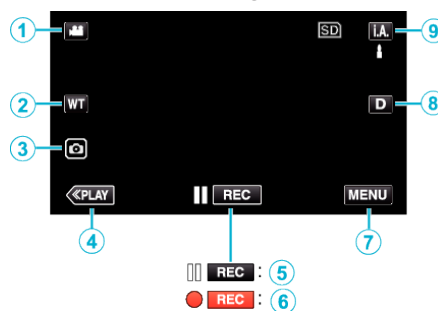 1 SD i.A. 9
2 WT D 8
3
≪PLAY REC MENU
4 7
REC : 5
REC : 6